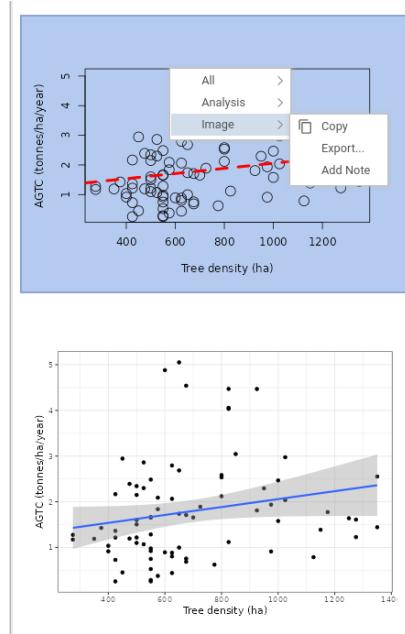 5
All
Analysis
4
Image
Copy
3
Export...
2
Add Note
1
AGTC (tonnes/ha/year)
400 600 800 1000 1200
Tree density (ha)
5
4
3
2
1
AGTC (tonnes/ha/year)
400 600 800 1000 1200 140
Tree density (ha)